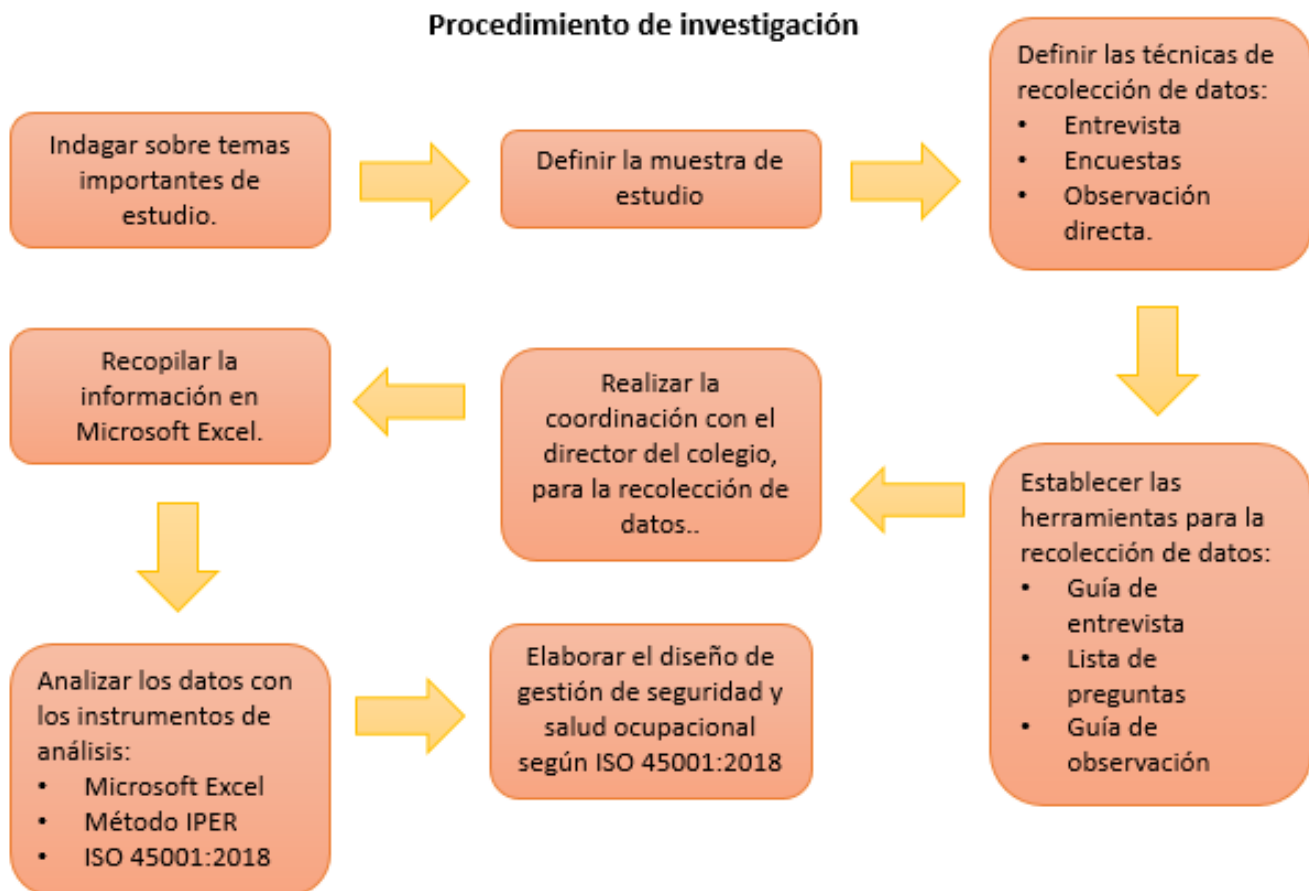 Procedimiento de investigación
Indagar sobre temas
importantes de
estudio.
Definir la muestra de
estudio
Definir las técnicas de
recolección de datos:
• Entrevista
• Encuestas
• Observación
directa.
Establecer las
herramientas para la
recolección de datos:
• Guía de
entrevista
• Lista de
preguntas
• Guía de
observación
Realizar la
coordinación con el
director del colegio,
para la recolección de
datos..
Recopilar la
información en
Microsoft Excel.
Analizar los datos con
los instrumentos de
análisis:
• Microsoft Excel
• Método IPER
• ISO 45001:2018
Elaborar el diseño de
gestión de seguridad y
salud ocupacional
según ISO 45001:2018